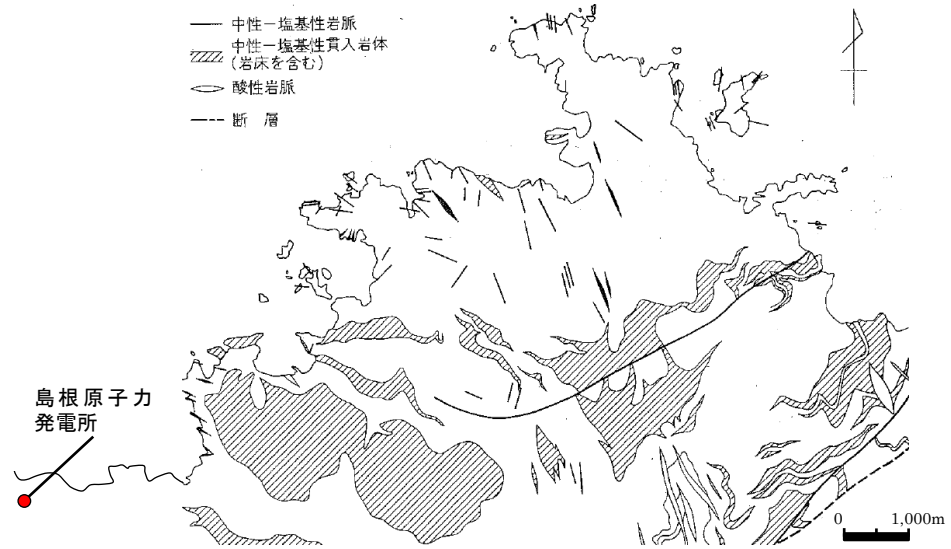 中性－塩基性岩脈
中性－塩基性貫入岩体
(岩床を含む)
酸性岩脈
断 層
島根原子力
発電所
0 1,000m